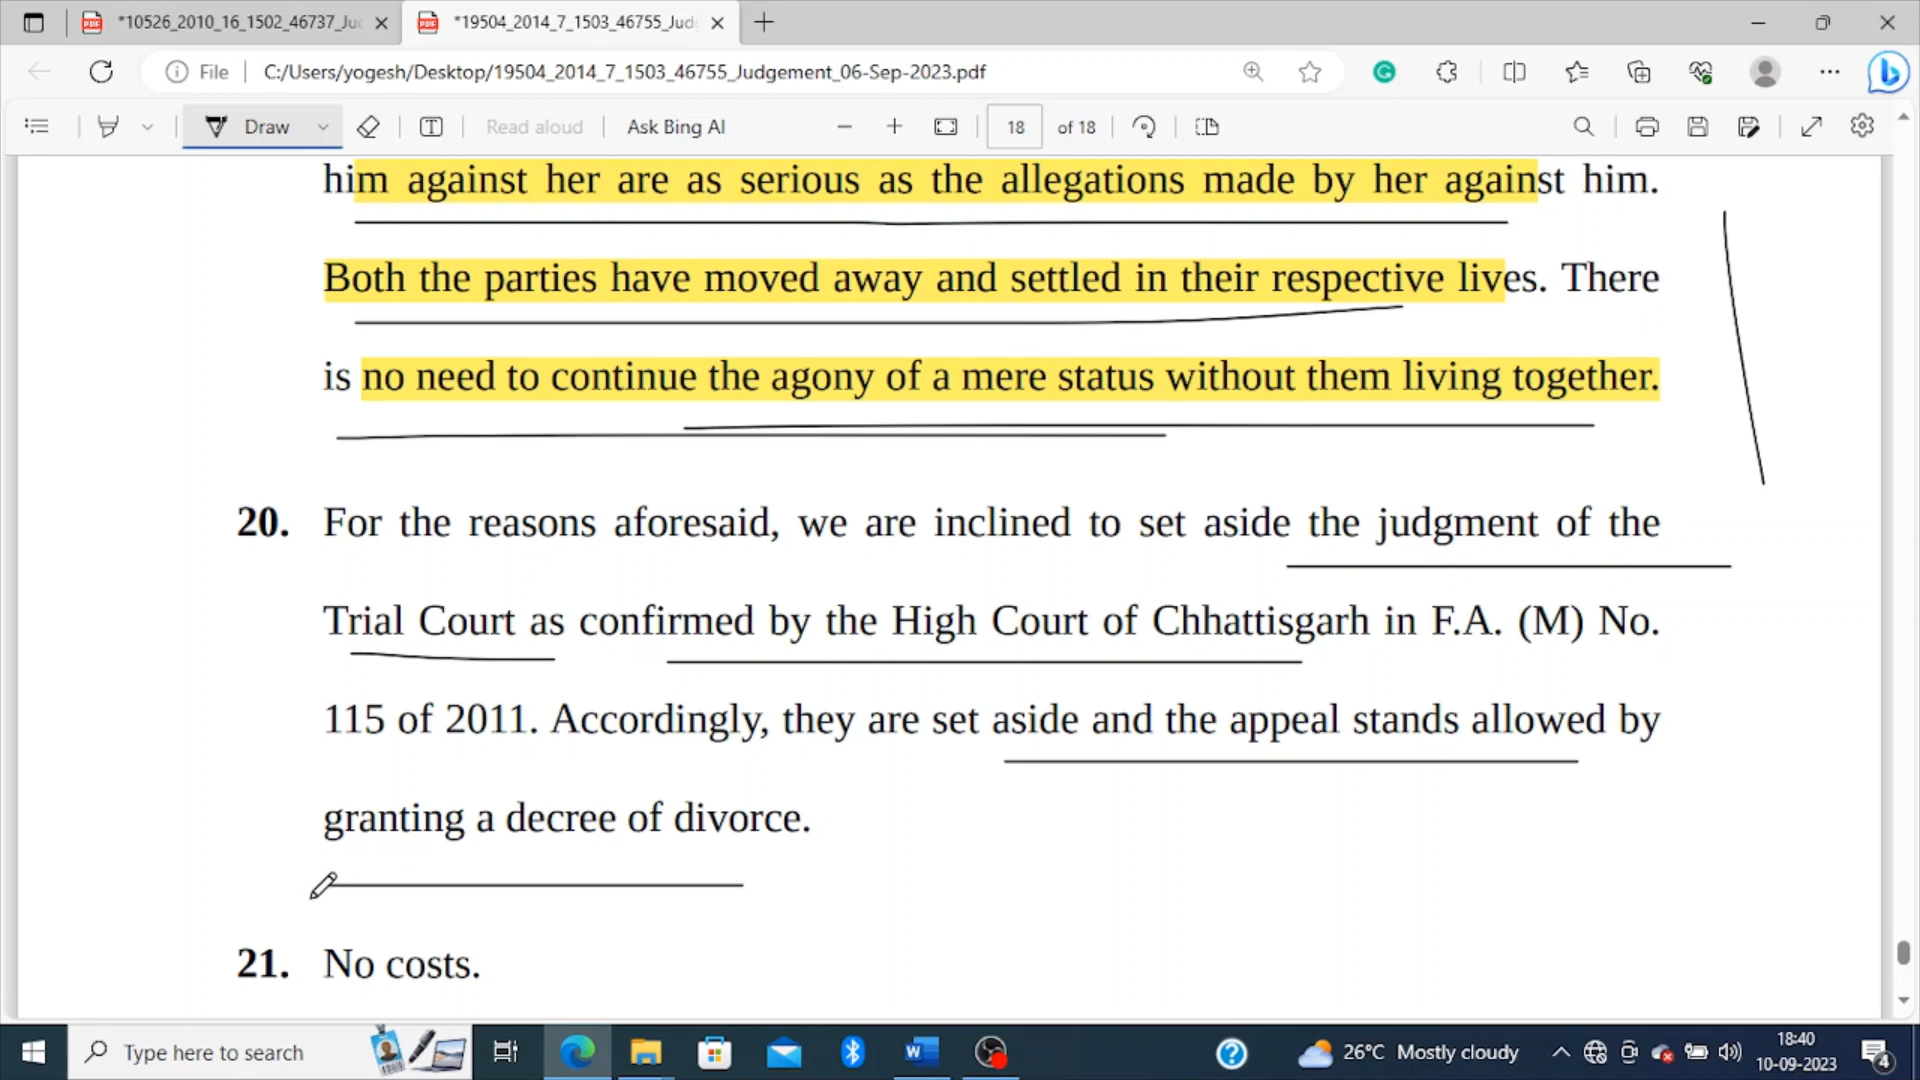 *10526_2010_16_1502_46737_Ju
*19504_2014_7_1503_46755_Jud
File
C:/Users/yogesh/Desktop/19504_2014_7_1503_46755_Judgement_06-Sep-2023.pdf
Draw
Read aloud
Ask Bing AI
18
of 18
him against her are as serious as the allegations made by her against him.
Both the parties have moved away and settled in their respective lives. There
is no need to continue the agony of a mere status without them living together.
20. For the reasons aforesaid, we are inclined to set aside the judgment of the
Trial Court as confirmed by the High Court of Chhattisgarh in F.A. (M) No.
115 of 2011. Accordingly, they are set aside and the appeal stands allowed by
granting a decree of divorce.
21. No costs.
Type here to search
26°C Mostly cloudy
18:40
10-09-2023
4